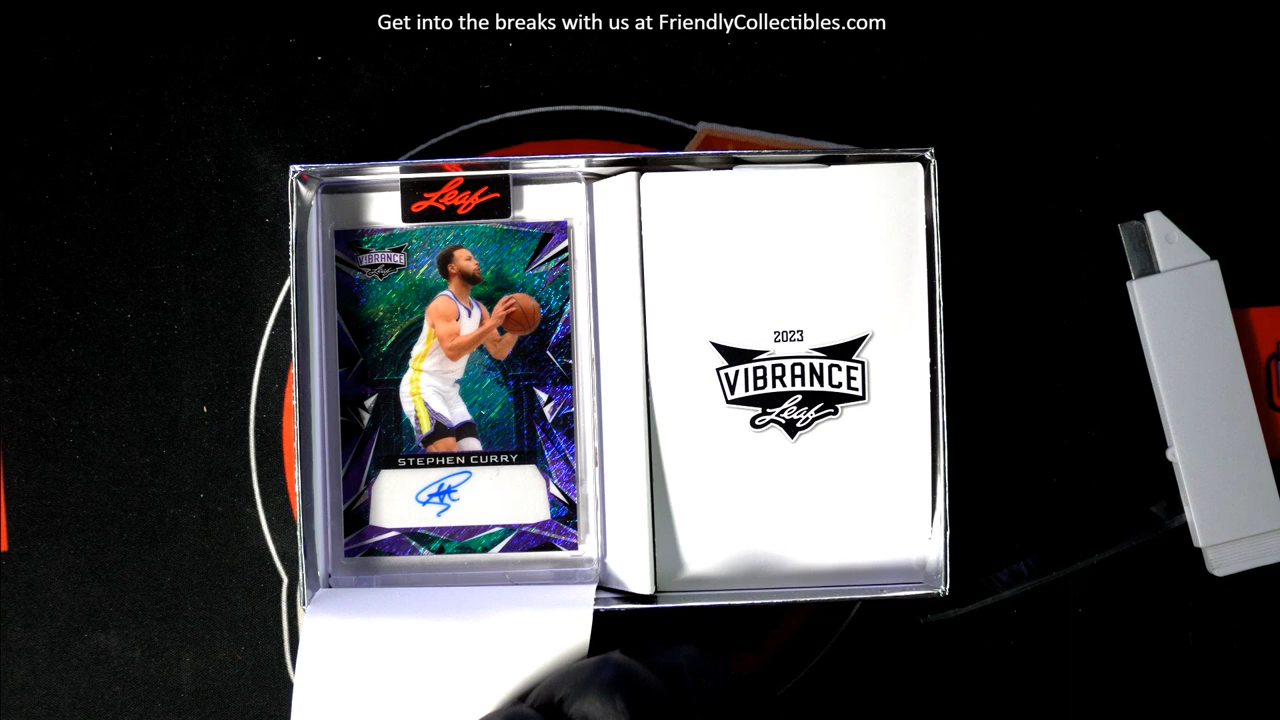 Get into the breaks with us at FriendlyCollectibles.com
Leaf
VIBRANCE
Leaf
STEPHEN CURRY
2023
VIBRANCE
Leaf